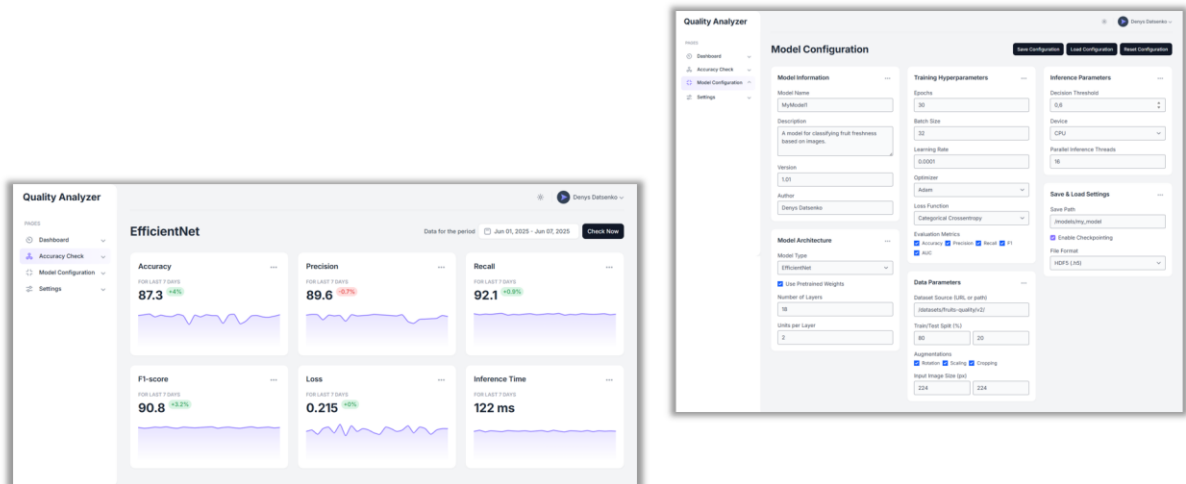 Quality Analyzer
Denys Datsenko
PAGES
Dashboard
Accuracy Check
Model Configuration
Settings
EfficientNet
Data for the period
Jun 01, 2025 - Jun 07, 2025
Check Now
Accuracy
FOR LAST 7 DAYS
87.3 +4%
Precision
FOR LAST 7 DAYS
89.6 -0.7%
Recall
FOR LAST 7 DAYS
92.1 +0.9%
F1-score
FOR LAST 7 DAYS
90.8 +3.2%
Loss
FOR LAST 7 DAYS
0.215 +0%
Inference Time
FOR LAST 7 DAYS
122 ms
Quality Analyzer
Denys Datsenko
PAGES
Dashboard
Accuracy Check
Model Configuration
Settings
Model Configuration
Save Configuration
Load Configuration
Reset Configuration
Model Information
Model Name
MyModel1
Description
A model for classifying fruit freshness
based on images.
Version
1.01
Author
Denys Datsenko
Model Architecture
Model Type
EfficientNet
Use Pretrained Weights
Number of Layers
18
Units per Layer
2
Training Hyperparameters
Epochs
30
Batch Size
32
Learning Rate
0.0001
Optimizer
Adam
Loss Function
Categorical Crossentropy
Evaluation Metrics
Accuracy Precision Recall F1
AUC
Data Parameters
Dataset Source (URL or path)
/datasets/fruits-quality/v2/
Train/Test Split (%)
80 20
Augmentations
Rotation Scaling Cropping
Input Image Size (px)
224 224
Inference Parameters
Decision Threshold
0,6
Device
CPU
Parallel Inference Threads
16
Save & Load Settings
Save Path
/models/my_model
Enable Checkpointing
File Format
HDF5 (.h5)